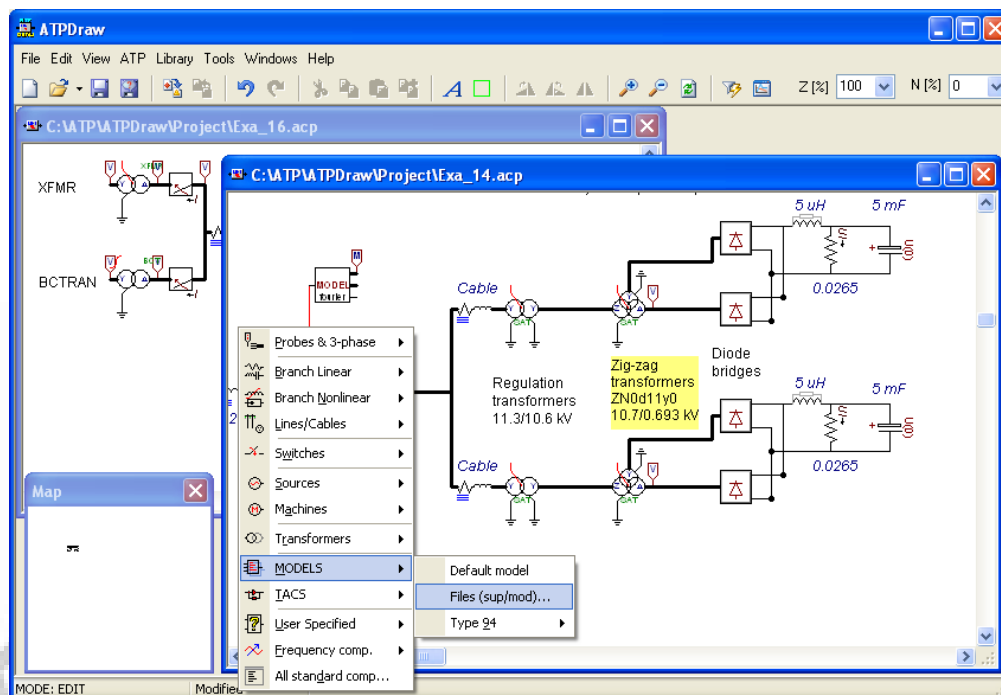 ATPDraw
File Edit View ATP Library Tools Windows Help
Z [%] 100 N [%] 0
C:\ATP\ATPDraw\Project\Exa_16.acp
XFMR
BCTRAN
C:\ATP\ATPDraw\Project\Exa_14.acp
M
MODEL
fourier
Cable
SAT
SAT
V
5 uH
5 mF
0.0265
Regulation
transformers
11.3/10.6 kV
Zig-zag
transformers
ZN0d11y0
10.7/0.693 kV
Diode
bridges
Cable
SAT
SAT
V
5 uH
5 mF
0.0265
Probes & 3-phase
Branch Linear
Branch Nonlinear
Lines/Cables
Switches
Sources
Machines
Transformers
MODELS
TACS
User Specified
Frequency comp.
All standard comp...
Default model
Files (sup/mod)...
Type 94
Map
MODE: EDIT
Modified